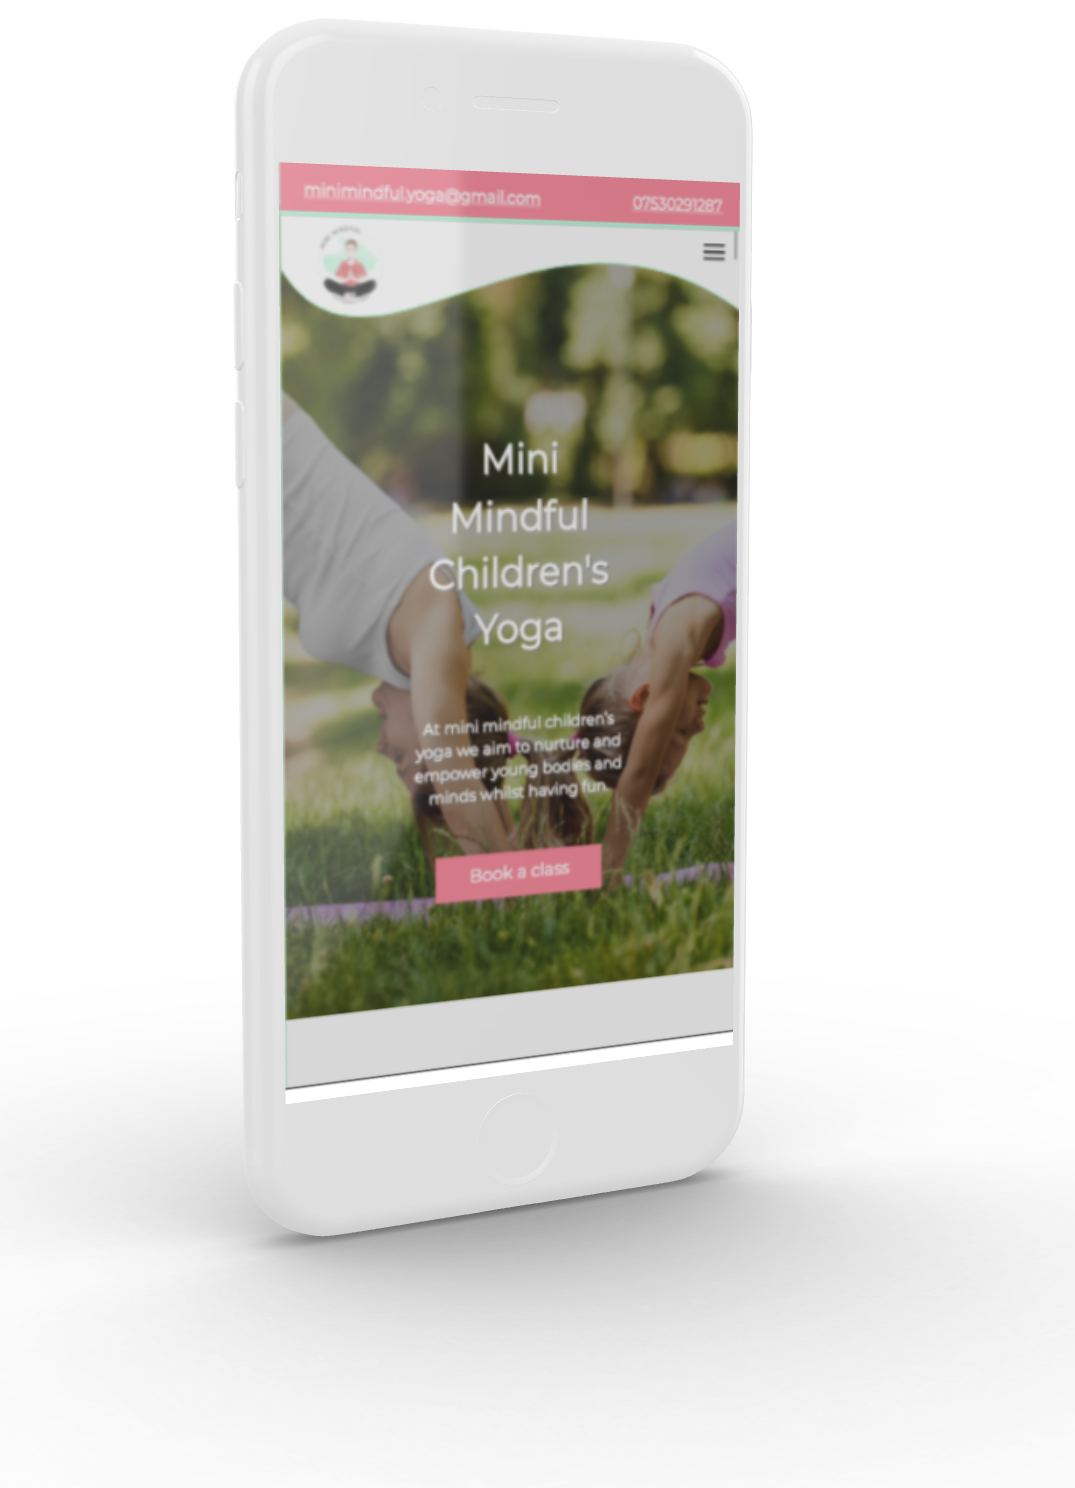 minimindful.yoga@gmail.com 07530291287
Mini
Mindful
Children's
Yoga
At mini mindful children's
yoga we aim to nurture and
empower young bodies and
minds whilst having fun.
Book a class